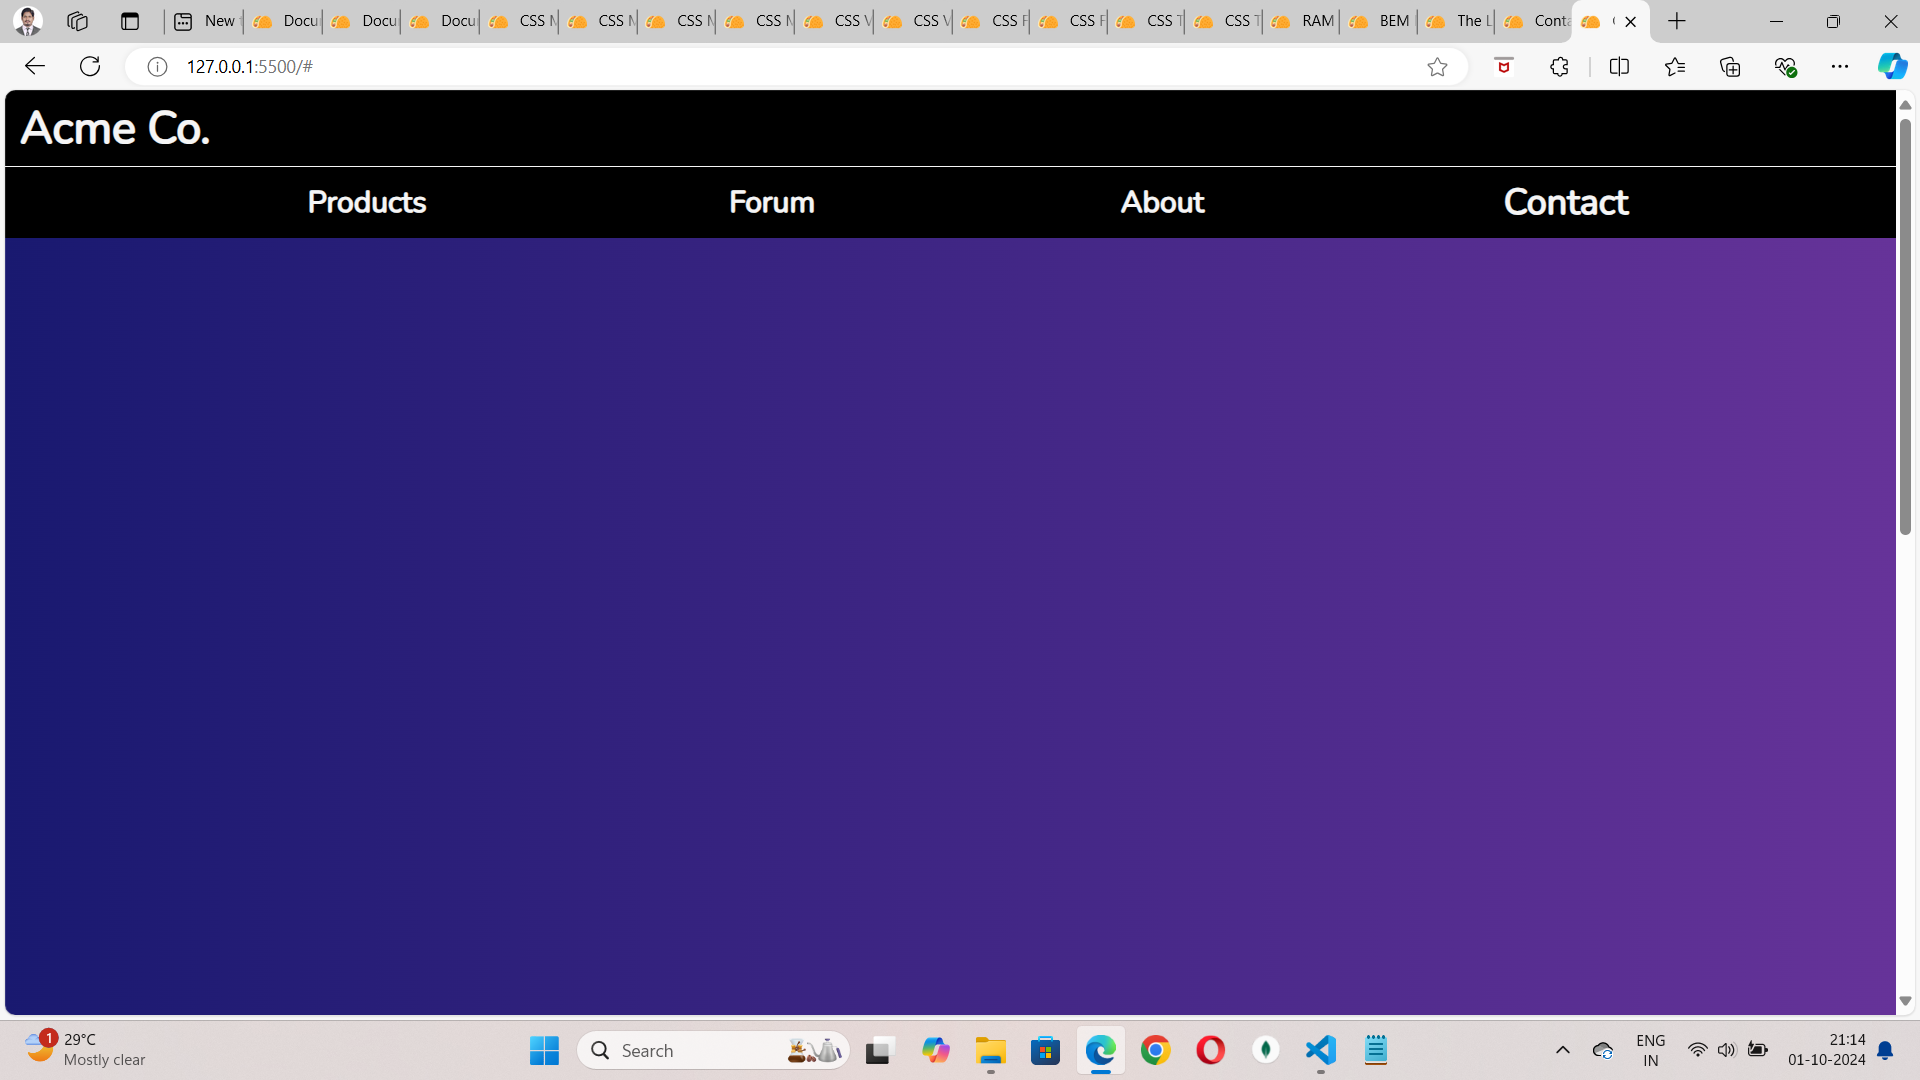 New
Docu
Docu
Docu
CSS M
CSS M
CSS M
CSS M
CSS V
CSS V
CSS F
CSS F
CSS T
CSS T
RAM
BEM
The L
Conta
127.0.0.1:5500/#
Acme Co.
Products Forum About Contact
1
29°C
Mostly clear
Search
ENG
IN
21:14
01-10-2024